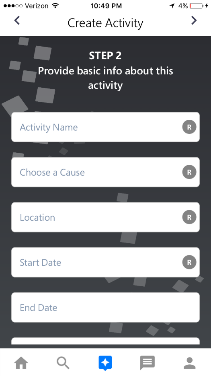 Verizon 10:49 PM 4%
Create Activity
STEP 2
Provide basic info about this
activity
Activity Name R
Choose a Cause R
Location R
Start Date R
End Date